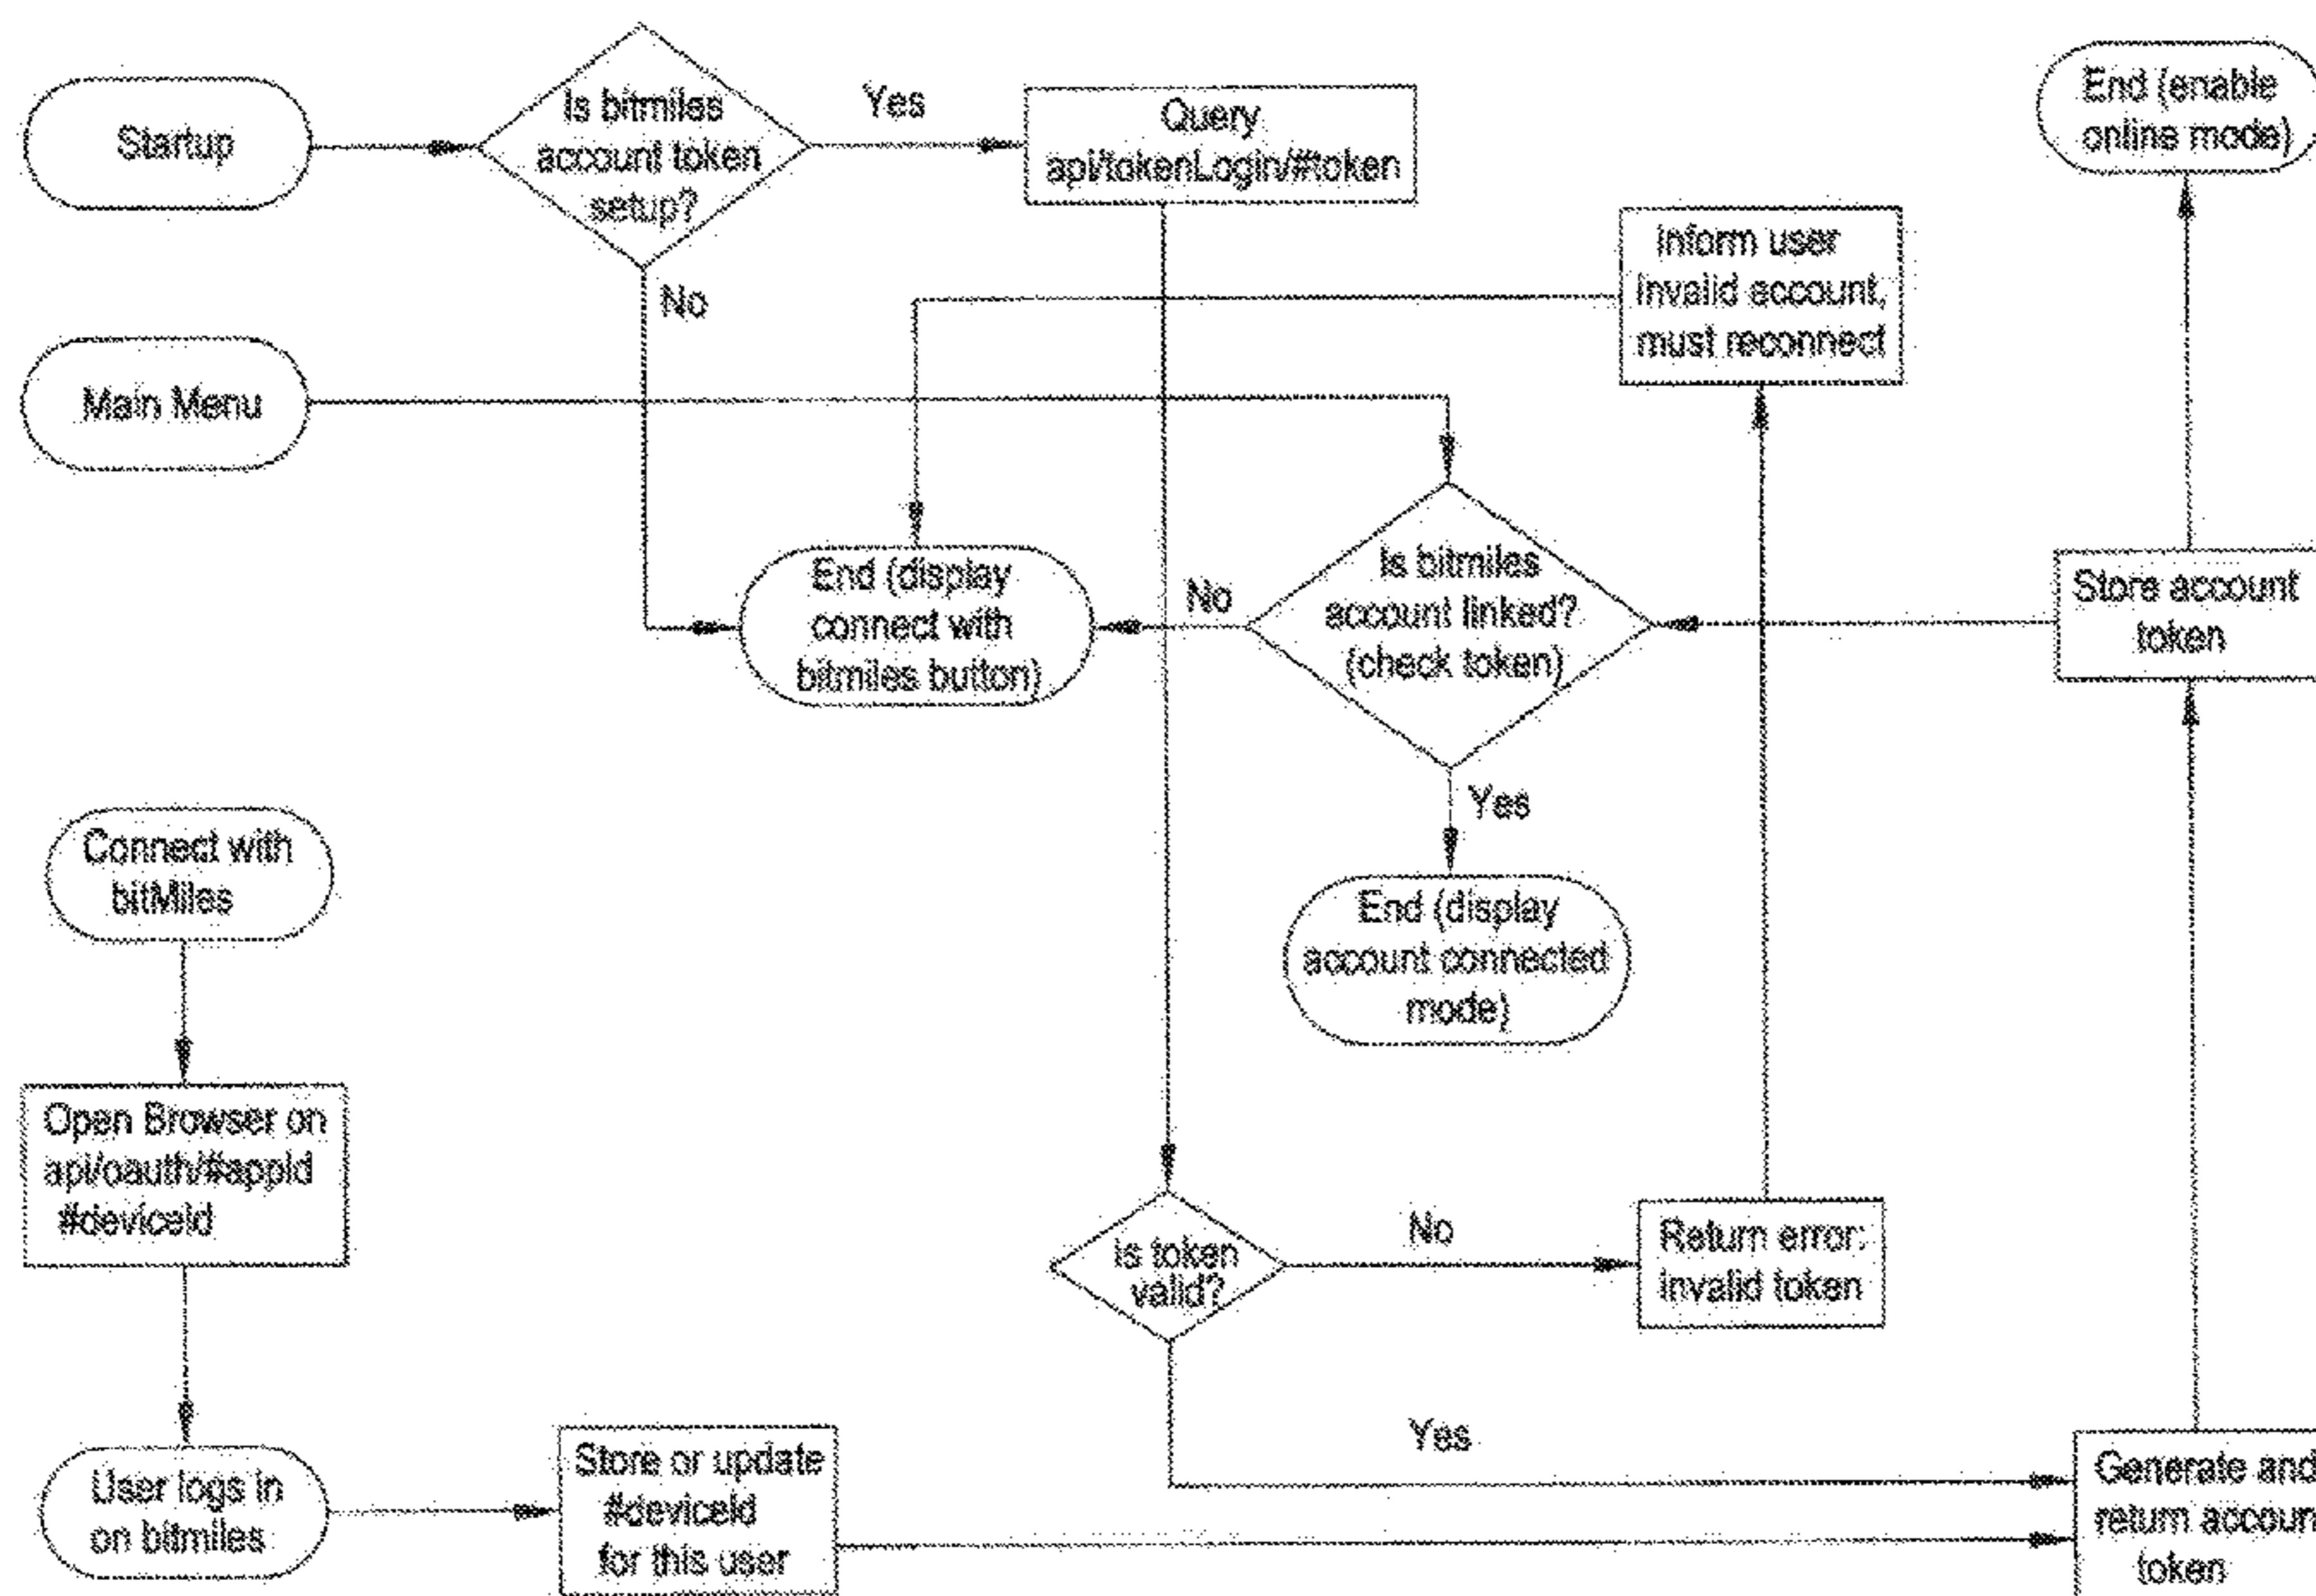 Startup
Is bitmiles
account token
setup?
Yes
No
Query
api/tokenLogin/#token
End (enable
online mode)
Inform user
invalid account,
must reconnect
Main Menu
End (display
connect with
bitmiles button)
No
Is bitmiles
account linked?
(check token)
Yes
Store account
token
End (display
account connected
mode)
Connect with
bitMiles
Open Browser on
api/oauth/#appId
#deviceId
is token
valid?
No
Return error:
invalid token
Yes
User logs in
on bitmiles
Store or update
#deviceId
for this user
Generate and
return accoun
token